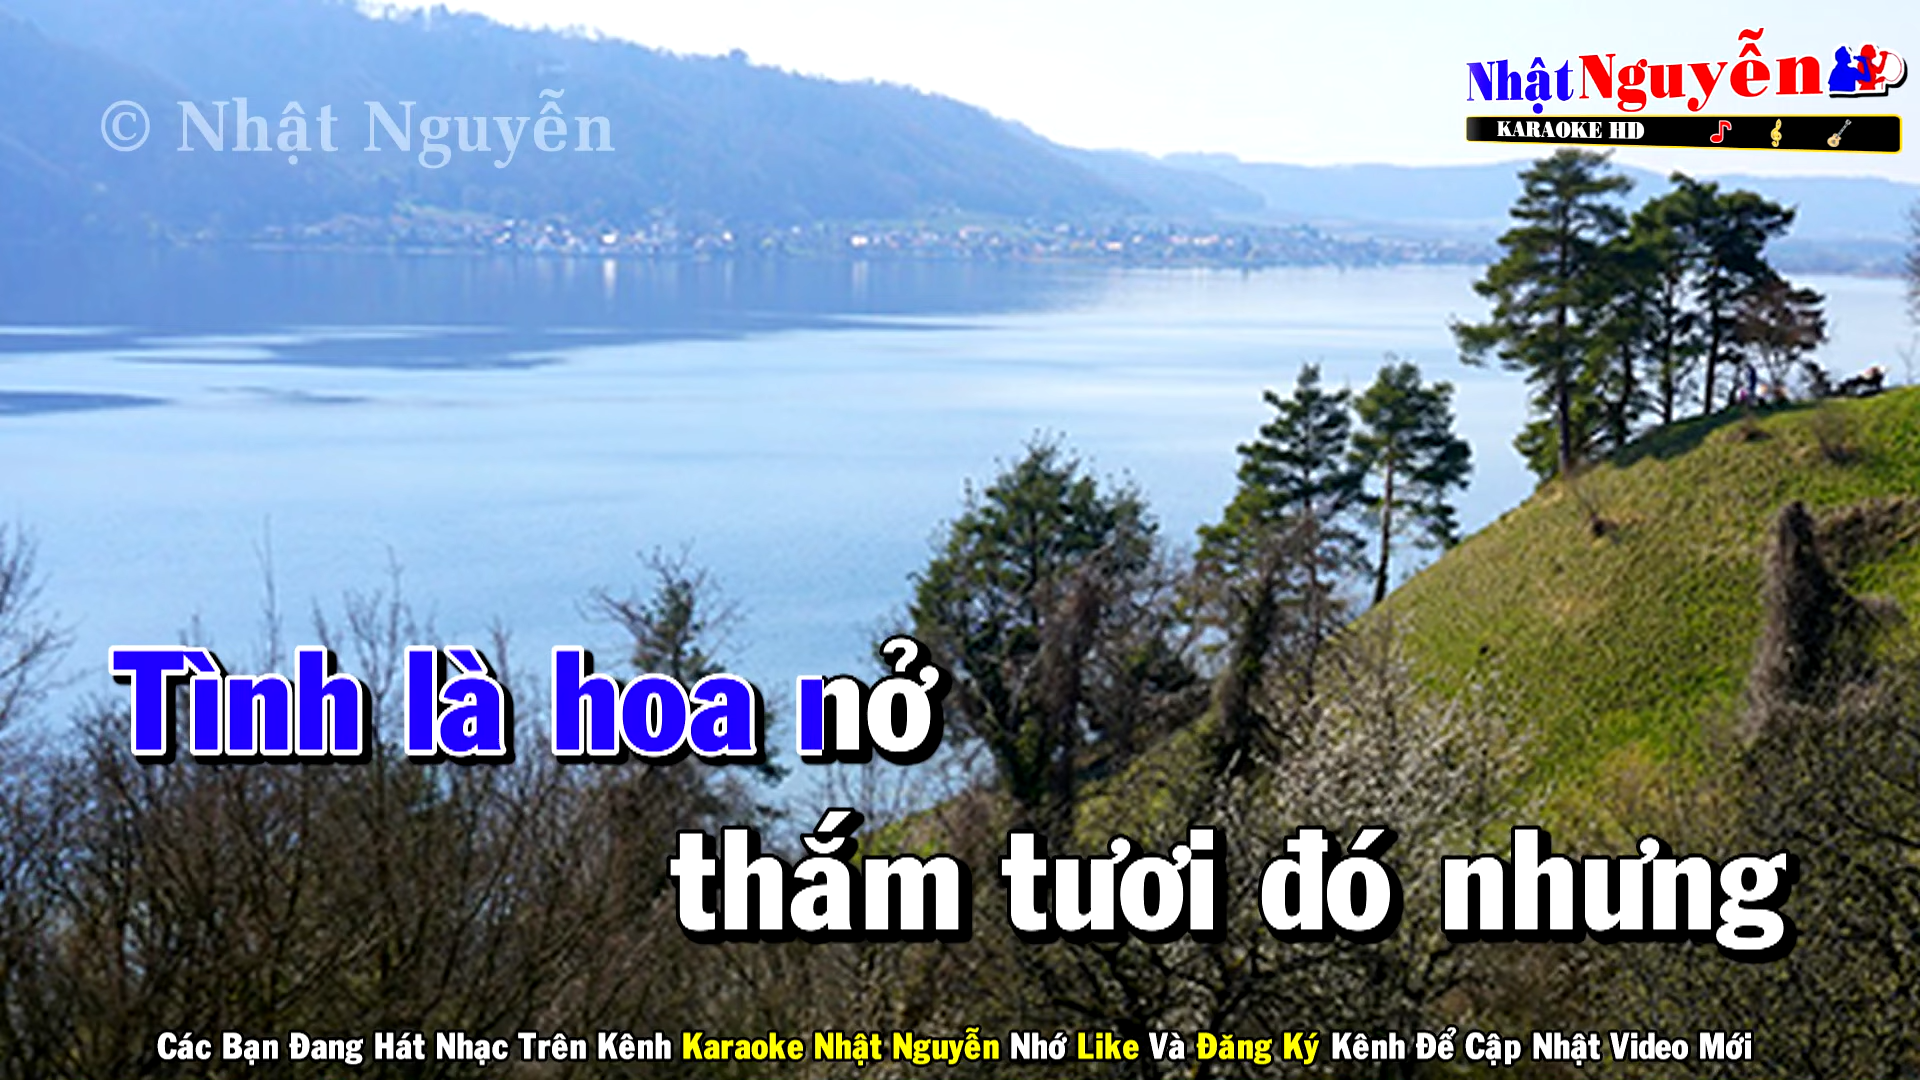 © Nhật Nguyễn
Nhật Nguyễn
KARAOKE HD
Tình là hoa nở
thắm tươi đó nhưng
Các Bạn Đang Hát Nhạc Trên Kênh Karaoke Nhật Nguyễn Nhớ Like Và Đăng Ký Kênh Để Cập Nhật Video Mới